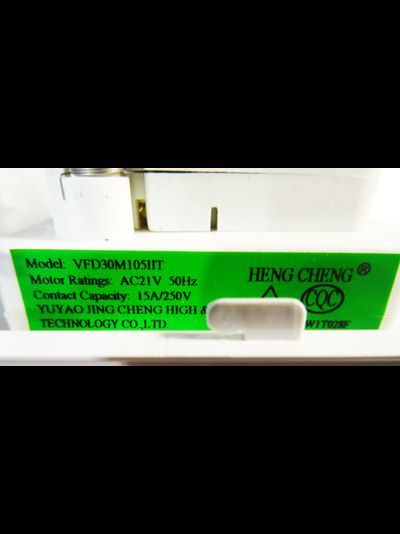 Model: VFD30M105IIT
Motor Ratings: AC21V 50Hz
Contact Capacity: 15A/250V
YUYAO JING CHENG HIGH &
TECHNOLOGY CO.,LTD.
HENG CHENG®
CQC
W1T028F